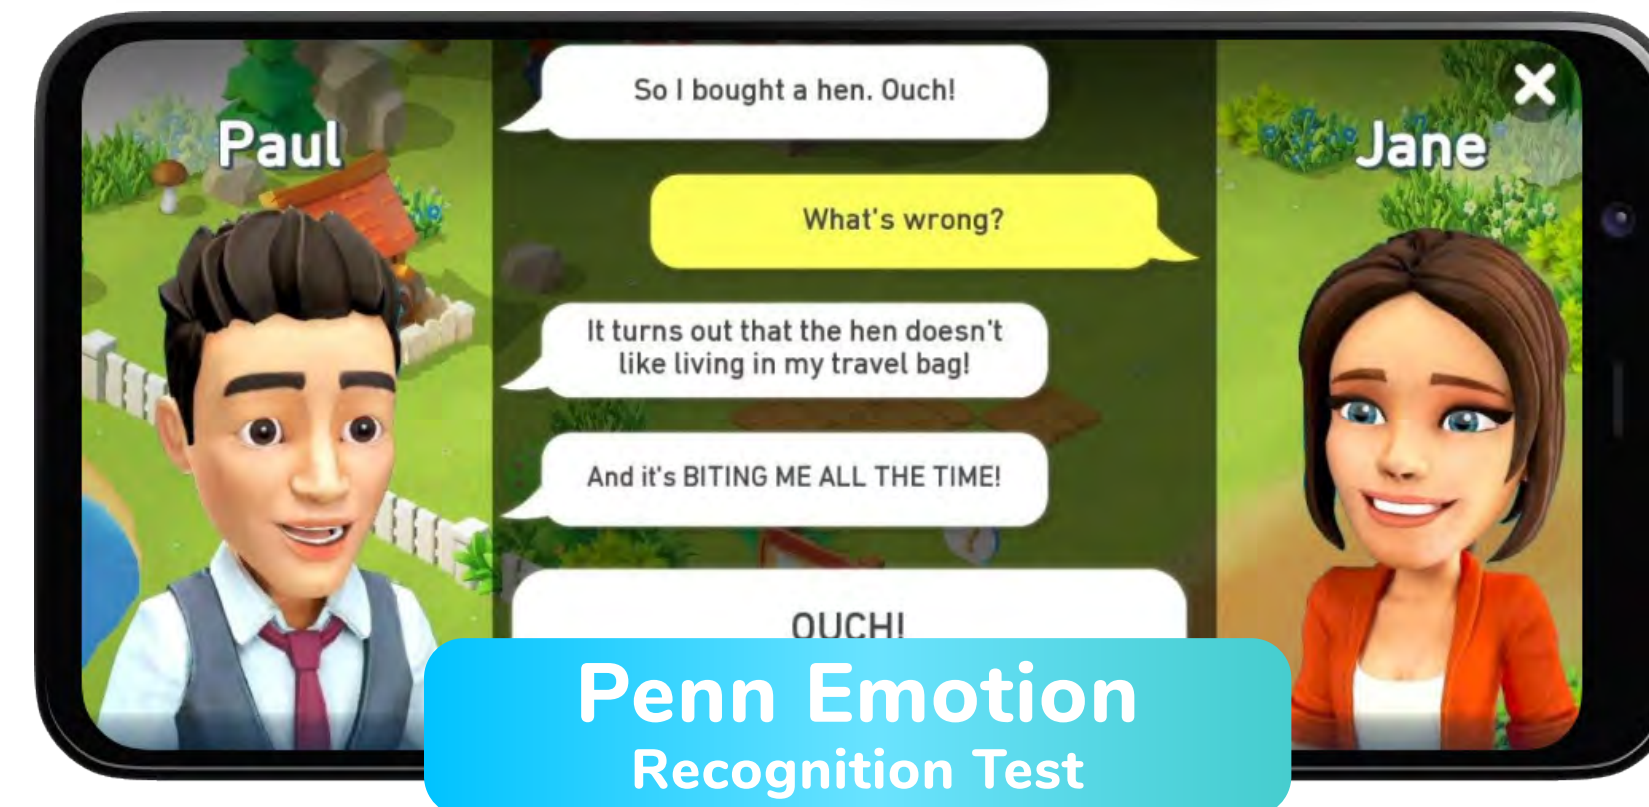 So I bought a hen. Ouch!
Paul
Jane
What's wrong?
It turns out that the hen doesn't
like living in my travel bag!
And it's BITING ME ALL THE TIME!
OUCH!
Penn Emotion
Recognition Test